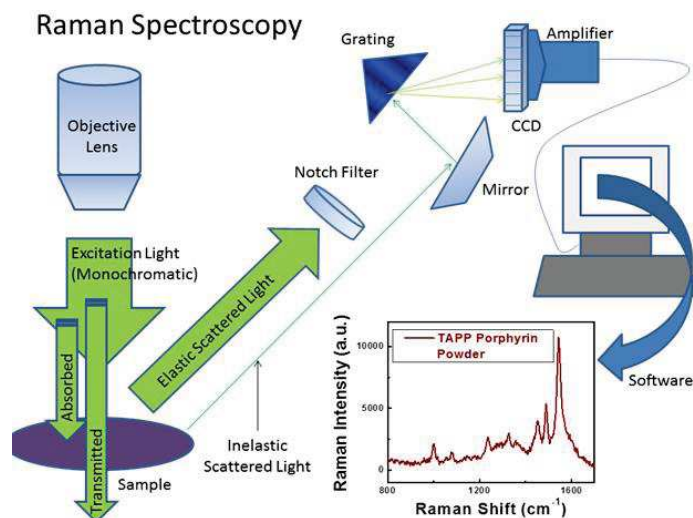 Raman Spectroscopy
Objective
Lens
Excitation Light
(Monochromatic)
Absorbed
Transmitted
Sample
Elastic Scattered Light
Inelastic
Scattered Light
Notch Filter
Grating
Mirror
CCD
Amplifier
Software
TAPP Porphyrin
Powder
Raman Intensity (a.u.)
10000
5000
0
800
1200
1600
Raman Shift (cm⁻¹)